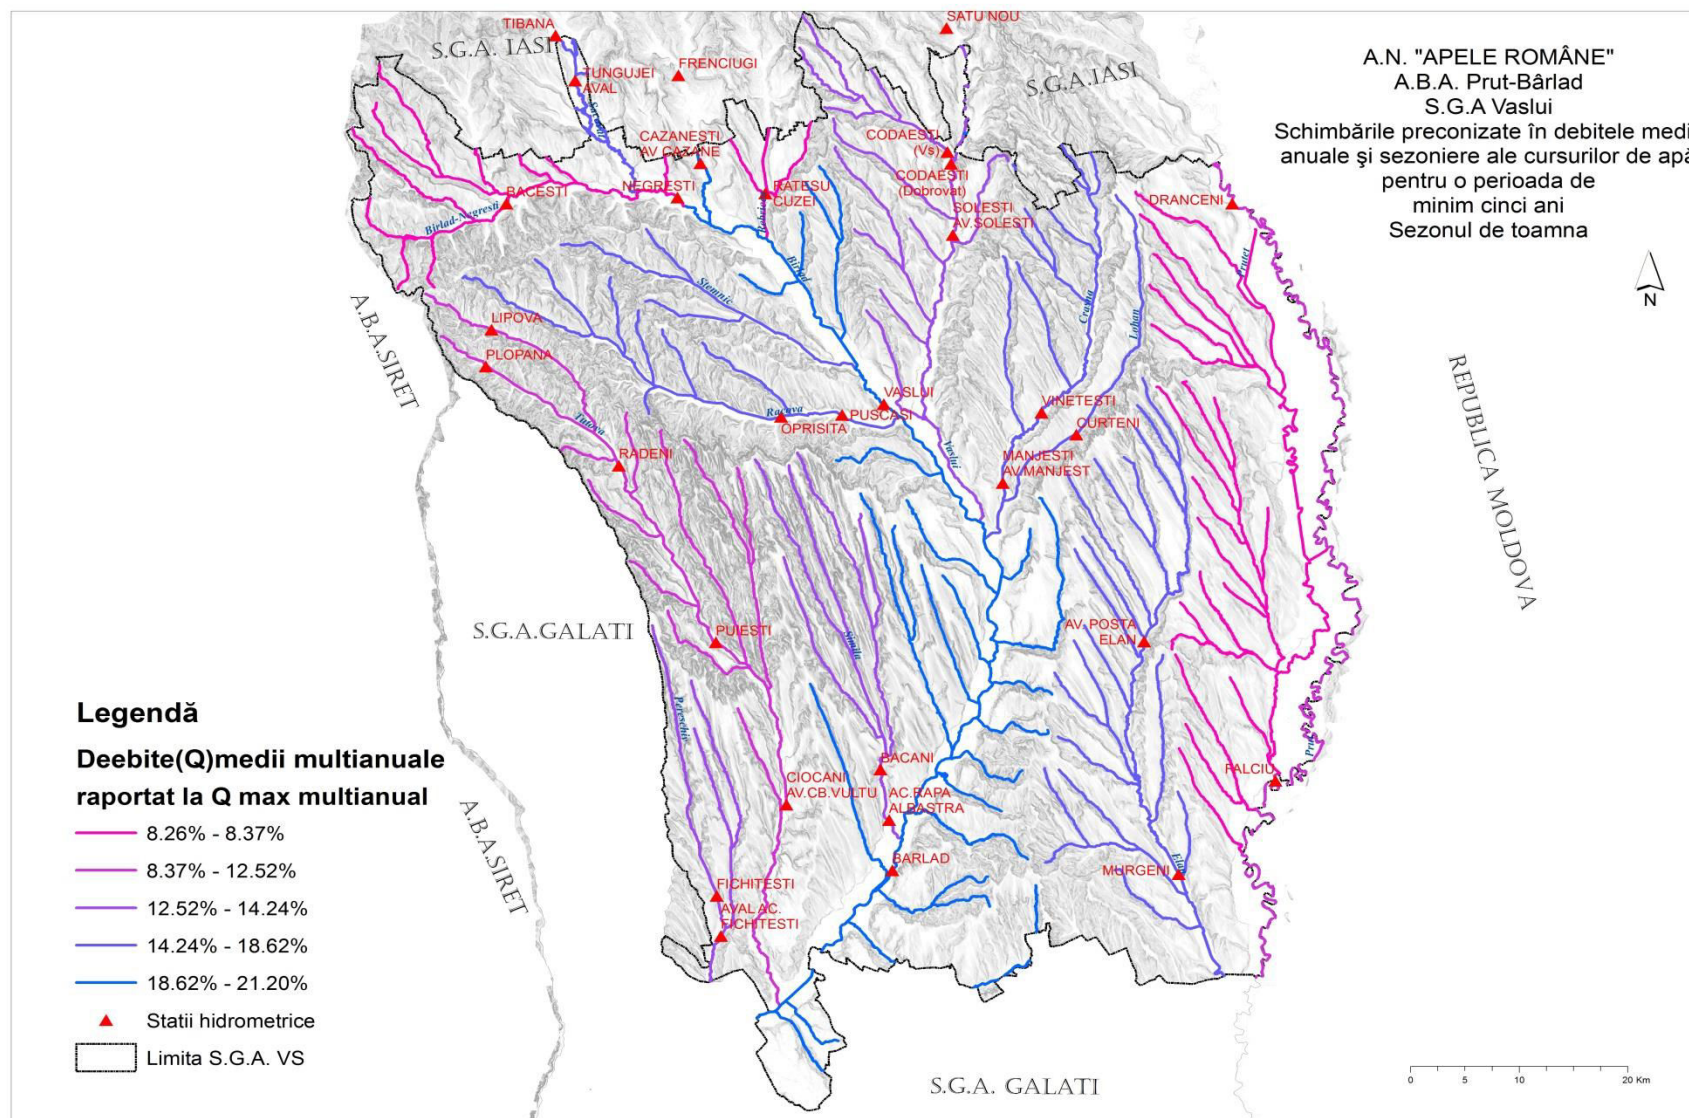 A.N. "APELE ROMÂNE"
A.B.A. Prut-Bârlad
S.G.A Vaslui
Schimbările preconizate în debitele medi
anuale şi sezoniere ale cursurilor de apă
pentru o perioada de
minim cinci ani
Sezonul de toamna
N
TIBANA
S.G.A. IASI
TUNGUJEI
AVAL
FRENCIUGI
SATU NOU
S.G.A.IASI
Sacovat
CAZANESTI
AV CAZANE
CODAESTI
(Vs)
CODAESTI
(Dobrovat)
BACESTI
NEGRESTI
RATESU
CUZEI
SOLESTI
AV.SOLESTI
DRANCENI
Birlad-Negresti
Rebricea
Birlad
Stemnic
Crasna
Lohan
Prutet
A.B.A.SIRET
LIPOVA
PLOPANA
Tutova
RADENI
Racova
OPRISITA
PUSCASI
VASLUI
Vaslui
VINETESTI
CURTENI
MANJESTI
AV.MANJEST
REPUBLICA MOLDOVA
S.G.A.GALATI
PUIESTI
Simila
AV. POSTA
ELAN
Pereschiv
Prut
BACANI
CIOCANI
AV.CB.VULTU
AC.RAPA
ALBASTRA
FALCIU
BARLAD
MURGENI
FICHITESTI
AVAL AC.
FICHITESTI
A.B.A.SIRET
S.G.A. GALATI
Legendă
Deebite(Q)medii multianuale
raportat la Q max multianual
8.26% - 8.37%
8.37% - 12.52%
12.52% - 14.24%
14.24% - 18.62%
18.62% - 21.20%
Statii hidrometrice
Limita S.G.A. VS
0 5 10 20 Km